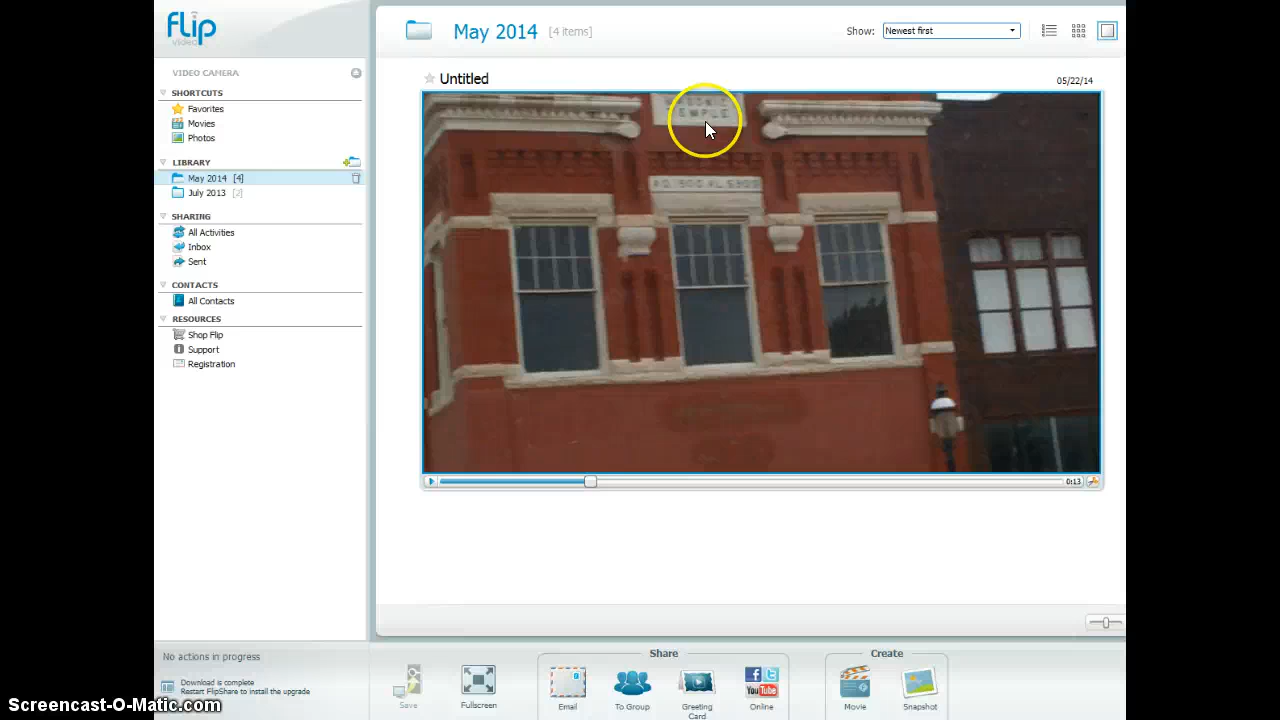 flip
video
May 2014 [4 items]
Show: Newest first
VIDEO CAMERA
SHORTCUTS
Favorites
Movies
Photos
LIBRARY
May 2014 [4]
July 2013 [2]
SHARING
All Activities
Inbox
Sent
CONTACTS
All Contacts
RESOURCES
Shop Flip
Support
Registration
Untitled
05/22/14
TEMPLE
0:13
No actions in progress
Download is complete
Restart FlipShare to install the upgrade
Share
Create
Save
Fullscreen
Email
To Group
Greeting
Card
Online
Movie
Snapshot
YouTube
Screencast-O-Matic.com